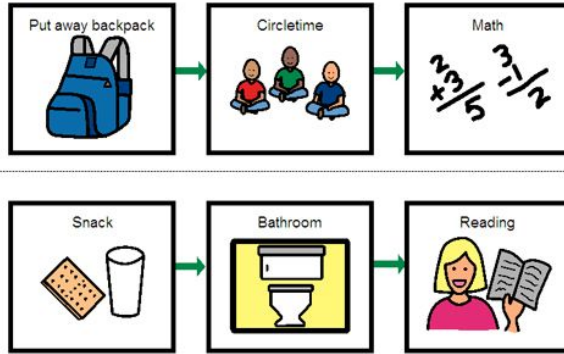 Put away backpack
Circletime
Math
2
+3
5
3
-1
2
Snack
Bathroom
Reading